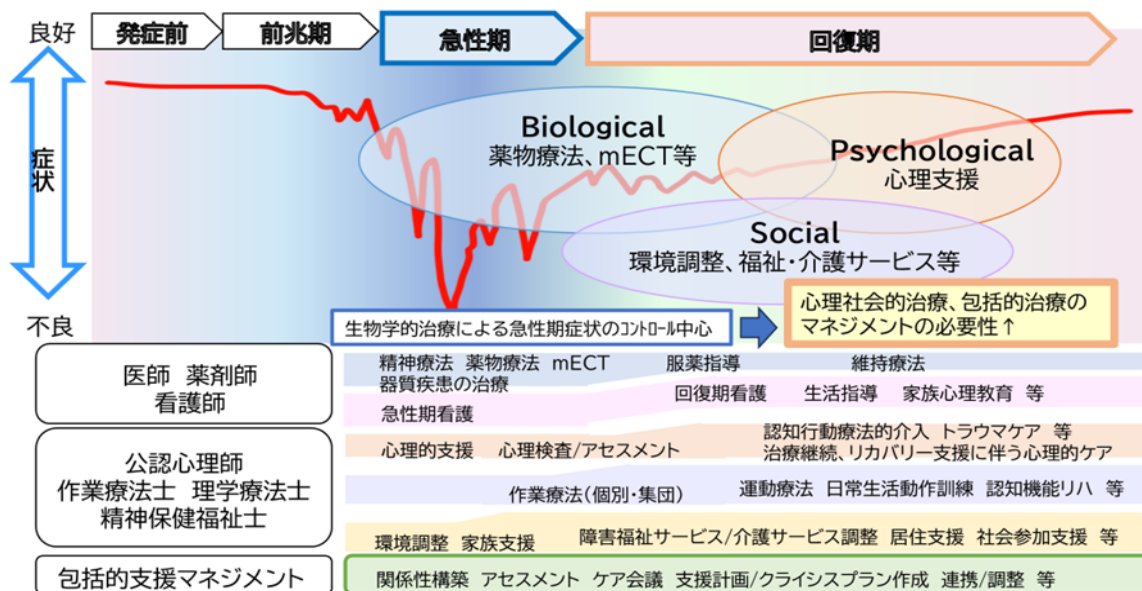 良好
発症前
前兆期
急性期
回復期
症状
不良
Biological
薬物療法、mECT等
Psychological
心理支援
Social
環境調整、福祉・介護サービス等
生物学的治療による急性期症状のｺﾝﾄﾛｰﾙ中心
心理社会的治療、包括的治療の
マネジメントの必要性↑
医師 薬剤師
看護師
精神療法 薬物療法 mECT
器質疾患の治療
服薬指導
維持療法
急性期看護
回復期看護 生活指導 家族心理教育 等
公認心理師
作業療法士 理学療法士
精神保健福祉士
心理的支援 心理検査/アセスメント
認知行動療法的介入 トラウマケア 等
治療継続、リカバリー支援に伴う心理的ケア
作業療法(個別・集団)
運動療法 日常生活動作訓練 認知機能リハ 等
環境調整 家族支援
障害福祉サービス/介護サービス調整 居住支援 社会参加支援 等
包括的支援マネジメント
関係性構築 アセスメント ケア会議 支援計画/クライシスプラン作成 連携/調整 等